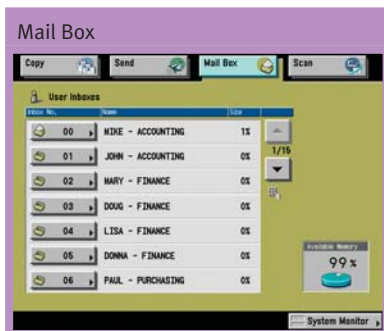 Mail Box
Copy Send Mail Box Scan
User Inboxes
Inbox No. Name Size
00 MIKE - ACCOUNTING 1%
01 JOHN - ACCOUNTING 0%
1/15
02 MARY - FINANCE 0%
03 DOUG - FINANCE 0%
04 LISA - FINANCE 0%
05 DONNA - FINANCE 0%
Available Memory
99 %
06 PAUL - PURCHASING 0%
System Monitor